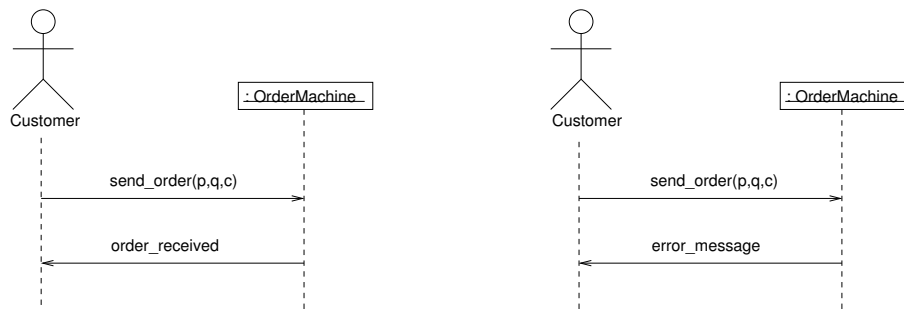 : OrderMachine
Customer
send_order(p,q,c)
order_received
: OrderMachine
Customer
send_order(p,q,c)
error_message